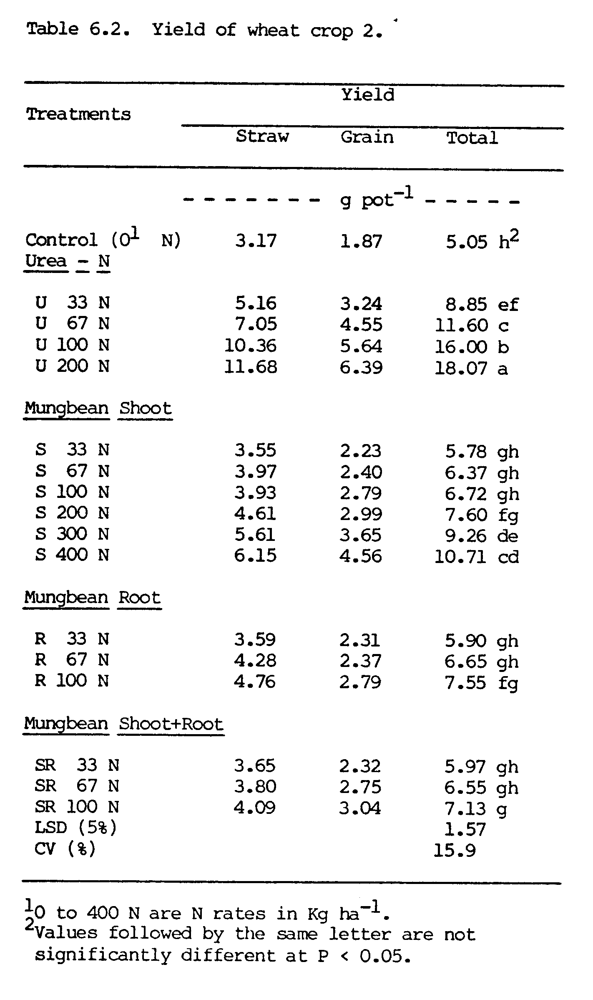 Table 6.2. Yield of wheat crop 2.
Yield
Treatments
Straw Grain Total
- - - - - - - g pot⁻¹ - - - - -
Control (0¹ N) 3.17 1.87 5.05 h²
Urea - N
U 33 N 5.16 3.24 8.85 ef
U 67 N 7.05 4.55 11.60 c
U 100 N 10.36 5.64 16.00 b
U 200 N 11.68 6.39 18.07 a
Mungbean Shoot
S 33 N 3.55 2.23 5.78 gh
S 67 N 3.97 2.40 6.37 gh
S 100 N 3.93 2.79 6.72 gh
S 200 N 4.61 2.99 7.60 fg
S 300 N 5.61 3.65 9.26 de
S 400 N 6.15 4.56 10.71 cd
Mungbean Root
R 33 N 3.59 2.31 5.90 gh
R 67 N 4.28 2.37 6.65 gh
R 100 N 4.76 2.79 7.55 fg
Mungbean Shoot+Root
SR 33 N 3.65 2.32 5.97 gh
SR 67 N 3.80 2.75 6.55 gh
SR 100 N 4.09 3.04 7.13 g
LSD (5%) 1.57
CV (%) 15.9
¹0 to 400 N are N rates in Kg ha⁻¹.
²Values followed by the same letter are not
significantly different at P < 0.05.